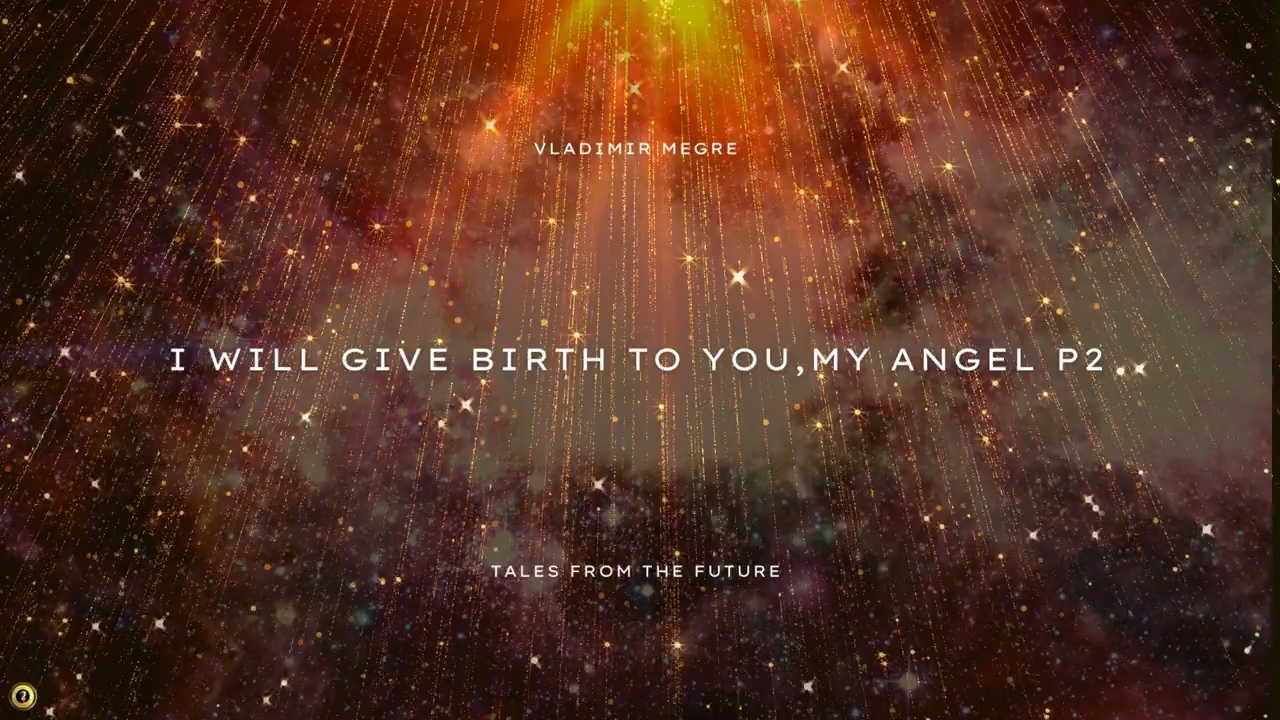 VLADIMIR MEGRE
I WILL GIVE BIRTH TO YOU,MY ANGEL P2
TALES FROM THE FUTURE